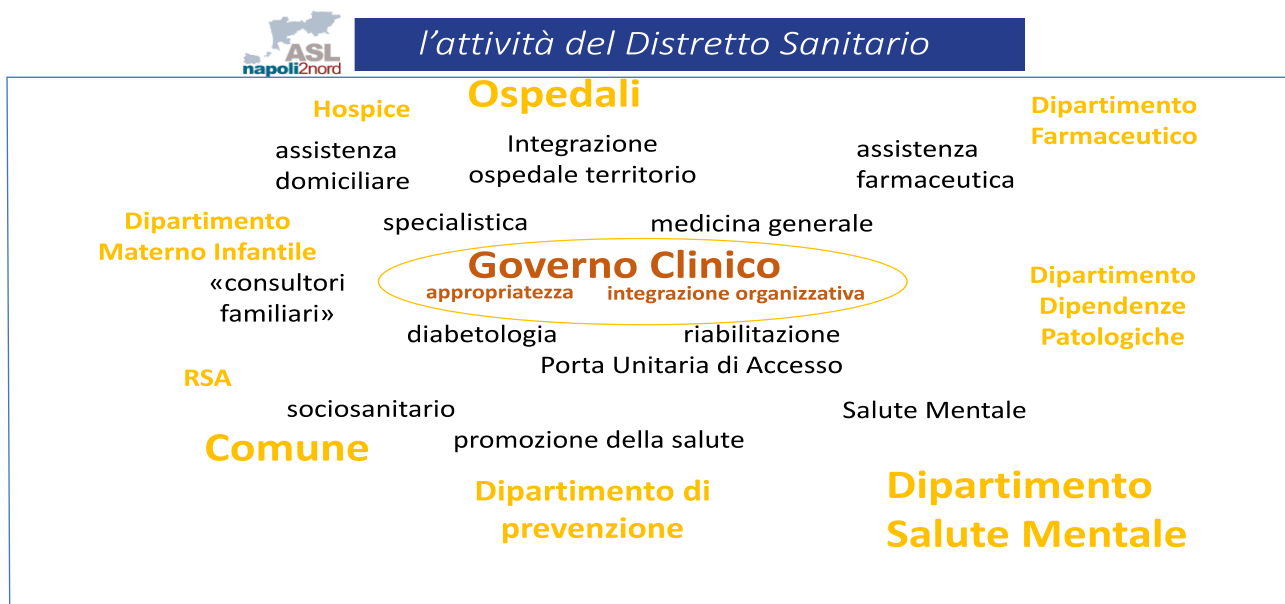 ASL
napoli2nord
l'attività del Distretto Sanitario
Ospedali
Hospice
Dipartimento
Farmaceutico
assistenza
domiciliare
Integrazione
ospedale territorio
assistenza
farmaceutica
Dipartimento
Materno Infantile
specialistica
medicina generale
«consultori
familiari»
Governo Clinico
appropriatezza
integrazione organizzativa
Dipartimento
Dipendenze
Patologiche
diabetologia
riabilitazione
Porta Unitaria di Accesso
RSA
sociosanitario
Salute Mentale
Comune
promozione della salute
Dipartimento di
prevenzione
Dipartimento
Salute Mentale